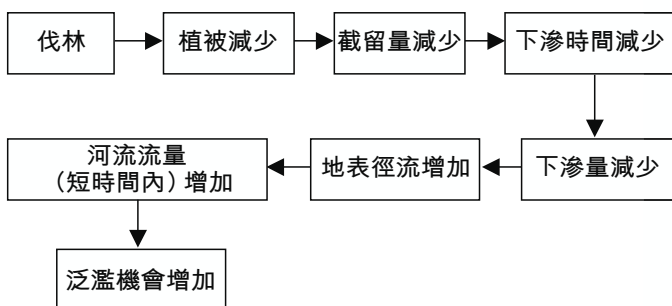 伐林
植被減少
截留量減少
下滲時間減少
下滲量減少
地表徑流增加
河流流量
（短時間內）增加
泛濫機會增加